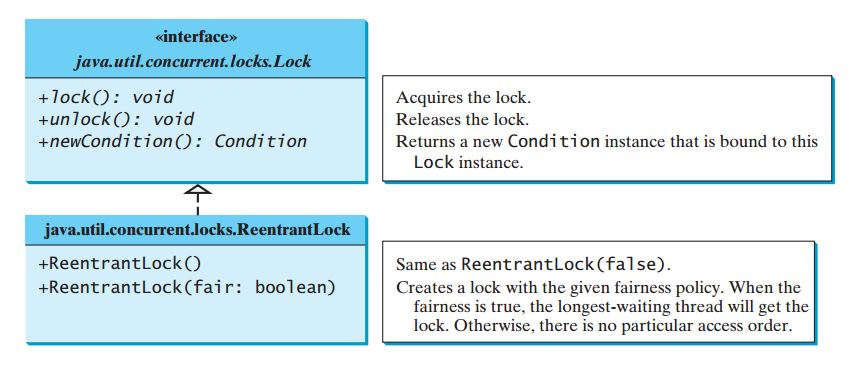 «interface»
java.util.concurrent.locks.Lock
+lock(): void
+unlock(): void
+newCondition(): Condition
Acquires the lock.
Releases the lock.
Returns a new Condition instance that is bound to this
Lock instance.
java.util.concurrent.locks.ReentrantLock
+ReentrantLock()
+ReentrantLock(fair: boolean)
Same as ReentrantLock(false).
Creates a lock with the given fairness policy. When the
fairness is true, the longest-waiting thread will get the
lock. Otherwise, there is no particular access order.